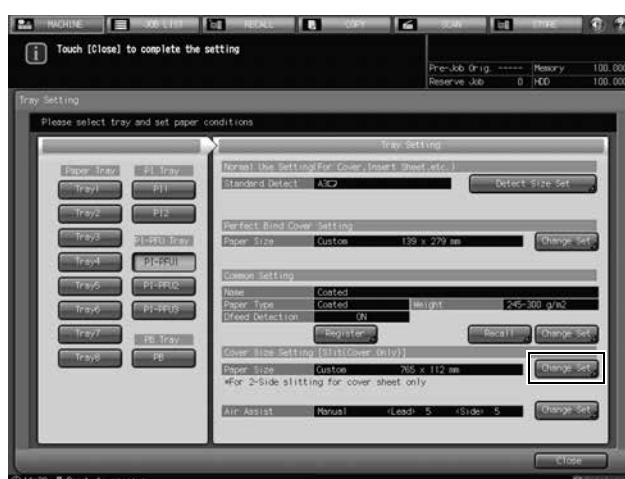 MACHINE JOB LIST RECALL COPY SCAN STORE
Touch [Close] to complete the setting
Pre-Job Orig. ----- Memory 100.00
Reserve Job 0 HDD 100.00
Tray Setting
Please select tray and set paper conditions
Tray Setting
Paper Tray PI Tray
Tray1 PI1
Tray2 PI2
Tray3 PI-PFU Tray
Tray4 PI-PFU1
Tray5 PI-PFU2
Tray6 PI-PFU3
Tray7 PB Tray
Tray8 PB
Normal Use Setting(For Cover,Insert Sheet,etc.)
Standard Detect A3 Detect Size Set
Perfect Bind Cover Setting
Paper Size Custom 139 x 279 mm Change Set
Common Setting
Name Coated
Paper Type Coated Weight 245-300 g/m2
Dfeed Detection ON
Register Recall Change Set
Cover Size Setting [Slit(Cover Only)]
Paper Size Custom 765 x 112 mm Change Set
*For 2-Side slitting for cover sheet only
Air Assist Manual <Lead> 5 <Side> 5 Change Set
Close